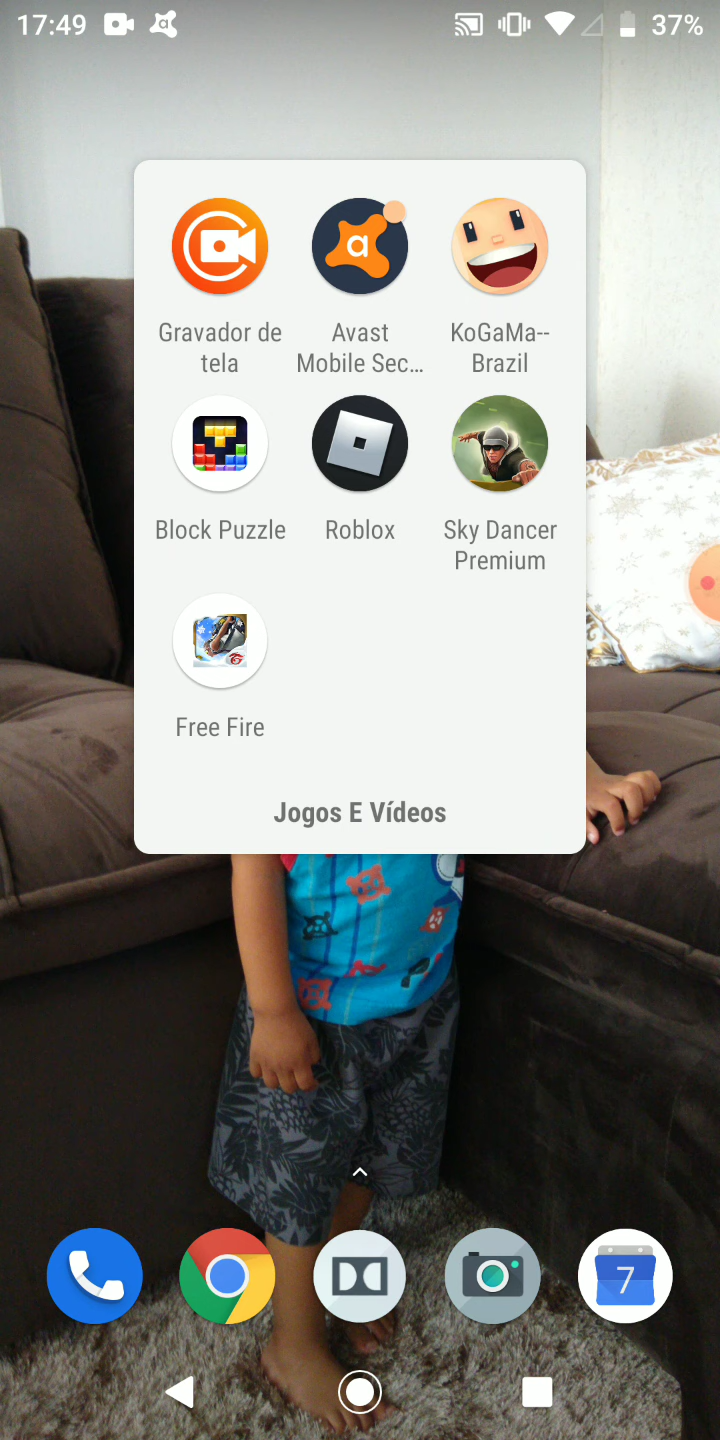 17:49 37%
Gravador de
tela
Avast
Mobile Sec…
KoGaMa--
Brazil
Block Puzzle
Roblox
Sky Dancer
Premium
Free Fire
Jogos E Vídeos
7